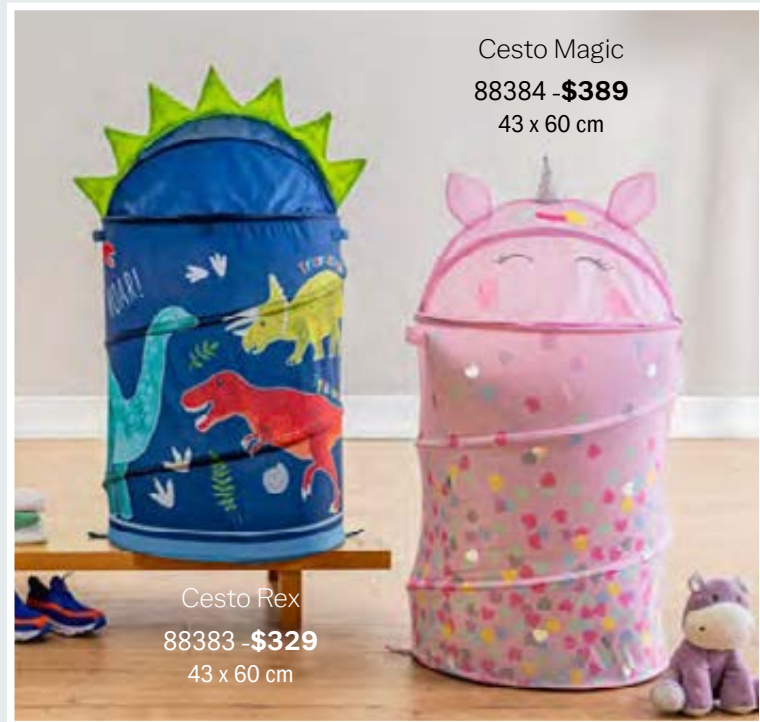 Cesto Magic
88384 -$389
43 x 60 cm
ROAR!
Cesto Rex
88383 -$329
43 x 60 cm